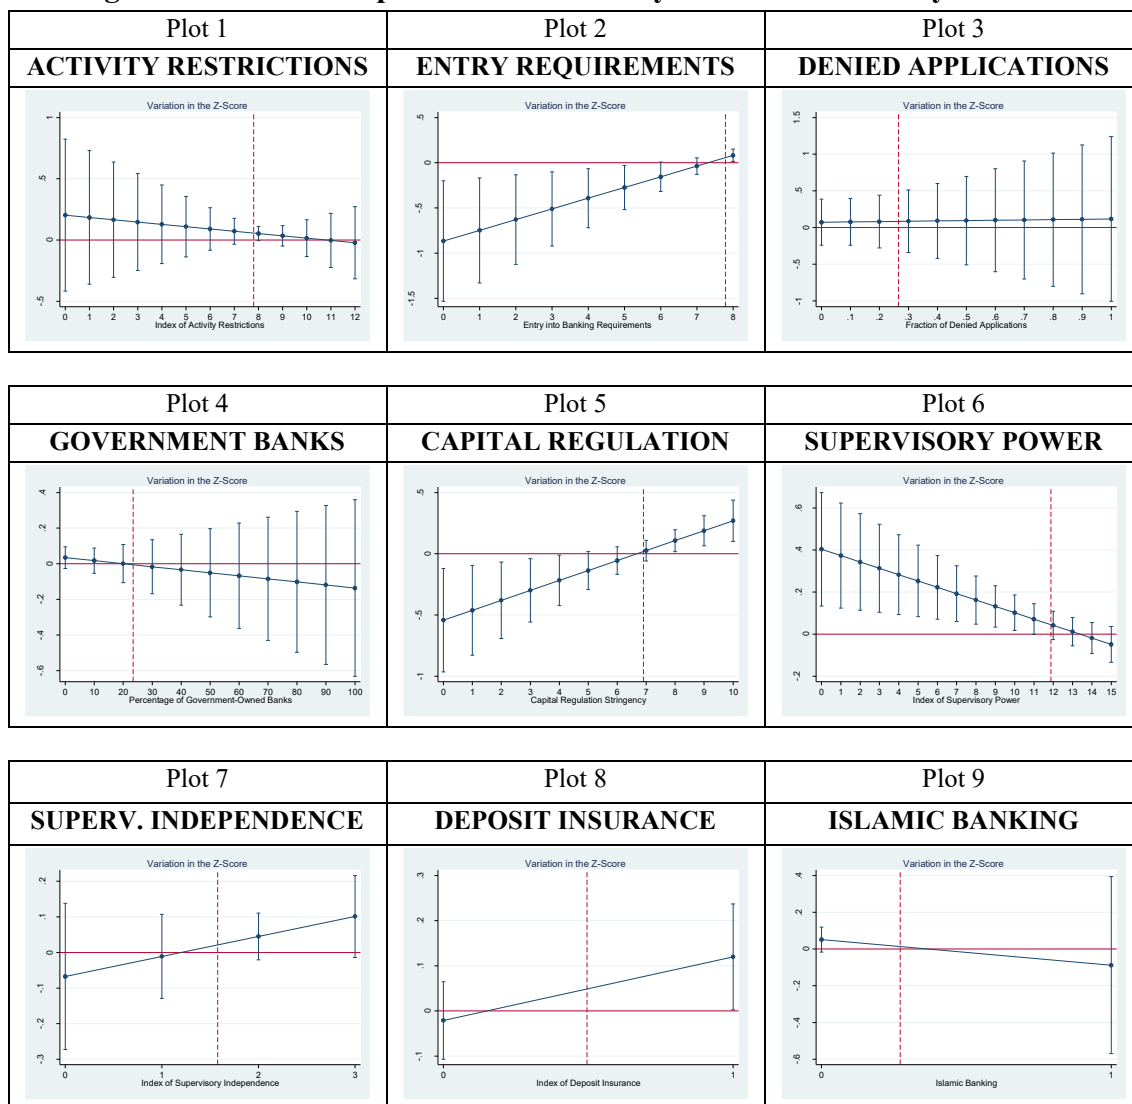 Plot 1
Plot 2
Plot 3
ACTIVITY RESTRICTIONS
ENTRY REQUIREMENTS
DENIED APPLICATIONS
Variation in the Z-Score
1
.5
0
-.5
0 1 2 3 4 5 6 7 8 9 10 11 12
Index of Activity Restrictions
Variation in the Z-Score
.5
0
-.5
-1
-1.5
0 1 2 3 4 5 6 7 8
Entry into Banking Requirements
Variation in the Z-Score
1.5
1
.5
0
-.5
-1
0 .1 .2 .3 .4 .5 .6 .7 .8 .9 1
Fraction of Denied Applications
Plot 4
Plot 5
Plot 6
GOVERNMENT BANKS
CAPITAL REGULATION
SUPERVISORY POWER
Variation in the Z-Score
.4
.2
0
-.2
-.4
-.6
0 10 20 30 40 50 60 70 80 90 100
Percentage of Government-Owned Banks
Variation in the Z-Score
.5
0
-.5
-1
0 1 2 3 4 5 6 7 8 9 10
Capital Regulation Stringency
Variation in the Z-Score
.6
.4
.2
0
-.2
0 1 2 3 4 5 6 7 8 9 10 11 12 13 14 15
Index of Supervisory Power
Plot 7
Plot 8
Plot 9
SUPERV. INDEPENDENCE
DEPOSIT INSURANCE
ISLAMIC BANKING
Variation in the Z-Score
.2
.1
0
-.1
-.2
-.3
0 1 2 3
Index of Supervisory Independence
Variation in the Z-Score
.3
.2
.1
0
-.1
0 1
Index of Deposit Insurance
Variation in the Z-Score
.4
.2
0
-.2
-.4
-.6
0 1
Islamic Banking